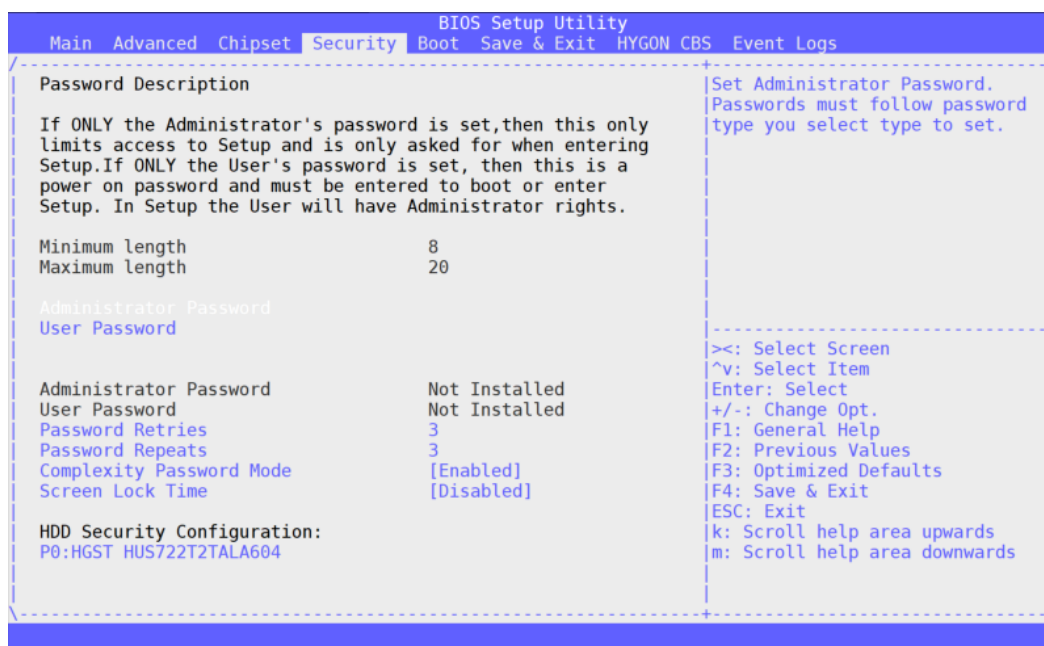 BIOS Setup Utility
Main Advanced Chipset Security Boot Save & Exit HYGON CBS Event Logs
Password Description
If ONLY the Administrator's password is set,then this only
limits access to Setup and is only asked for when entering
Setup.If ONLY the User's password is set, then this is a
power on password and must be entered to boot or enter
Setup. In Setup the User will have Administrator rights.
Minimum length 8
Maximum length 20
Administrator Password
User Password
Administrator Password Not Installed
User Password Not Installed
Password Retries 3
Password Repeats 3
Complexity Password Mode [Enabled]
Screen Lock Time [Disabled]
HDD Security Configuration:
P0:HGST HUS722T2TALA604
Set Administrator Password.
Passwords must follow password
type you select type to set.
><: Select Screen
^v: Select Item
Enter: Select
+/-: Change Opt.
F1: General Help
F2: Previous Values
F3: Optimized Defaults
F4: Save & Exit
ESC: Exit
k: Scroll help area upwards
m: Scroll help area downwards